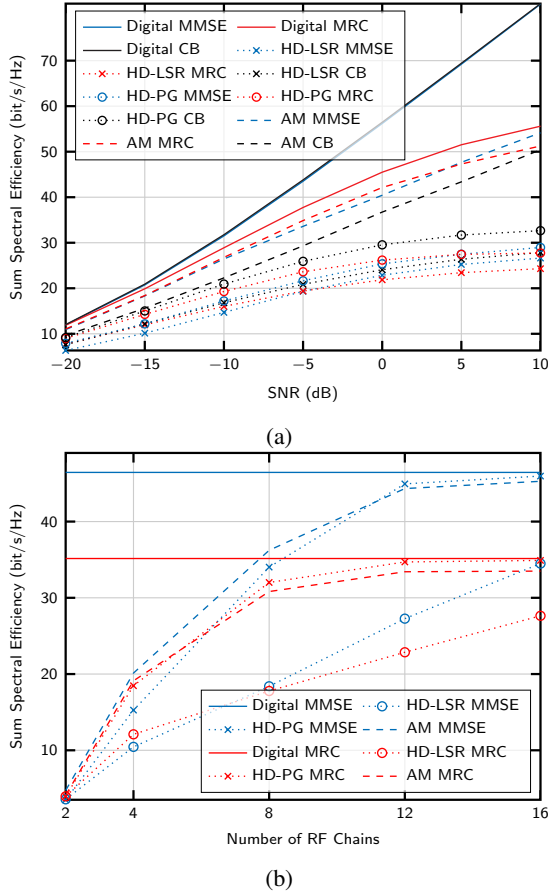 Digital MMSE Digital MRC
Digital CB HD-LSR MMSE
HD-LSR MRC HD-LSR CB
HD-PG MMSE HD-PG MRC
HD-PG CB AM MMSE
AM MRC AM CB
Sum Spectral Efficiency (bit/s/Hz)
70
60
50
40
30
20
10
−20 −15 −10 −5 0 5 10
SNR (dB)
(a)
Sum Spectral Efficiency (bit/s/Hz)
40
30
20
10
Digital MMSE HD-LSR MMSE
HD-PG MMSE AM MMSE
Digital MRC HD-LSR MRC
HD-PG MRC AM MRC
2 4 8 12 16
Number of RF Chains
(b)